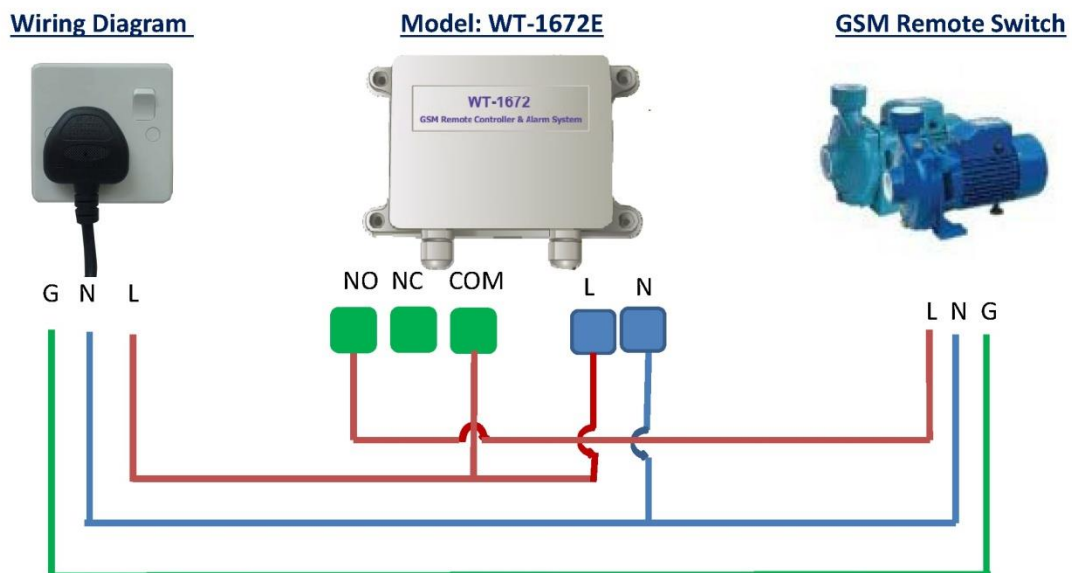 Wiring Diagram
Model: WT-1672E
GSM Remote Switch
WT-1672
GSM Remote Controller & Alarm System
G N L
NO NC COM
L N
L N G